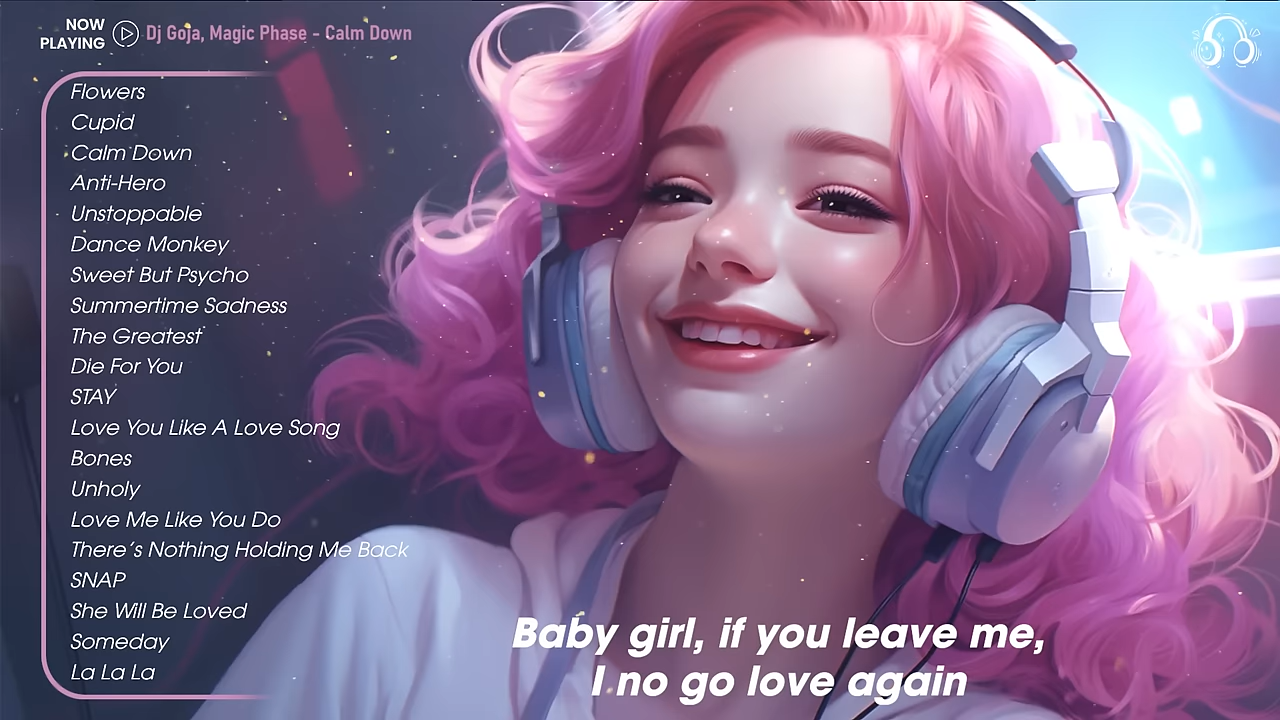 NOW
PLAYING
Dj Goja, Magic Phase - Calm Down
Flowers
Cupid
Calm Down
Anti-Hero
Unstoppable
Dance Monkey
Sweet But Psycho
Summertime Sadness
The Greatest
Die For You
STAY
Love You Like A Love Song
Bones
Unholy
Love Me Like You Do
There's Nothing Holding Me Back
SNAP
She Will Be Loved
Someday
La La La
Baby girl, if you leave me,
I no go love again